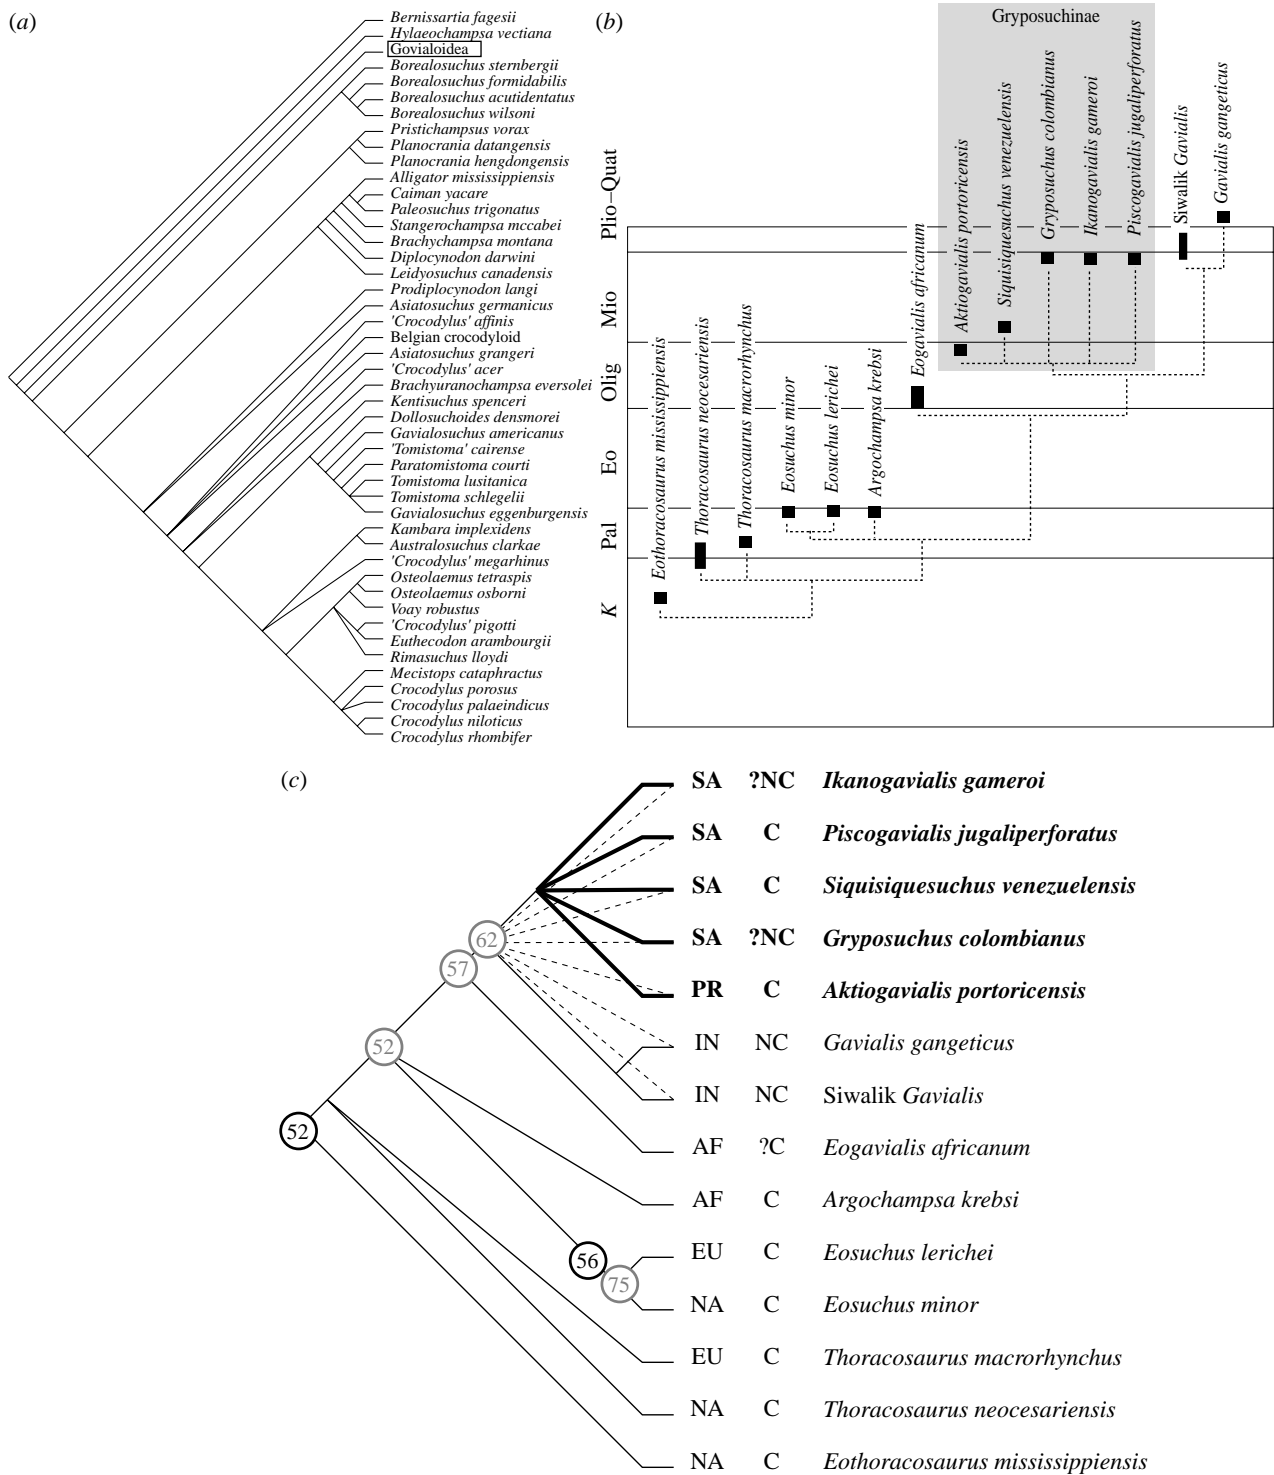 (a)
Bernissartia fagesii
Hylaeochampsa vectiana
Govialoidea
Borealosuchus sternbergii
Borealosuchus formidabilis
Borealosuchus acutidentatus
Borealosuchus wilsoni
Pristichampsus vorax
Planocrania datangensis
Planocrania hengdongensis
Alligator mississippiensis
Caiman yacare
Paleosuchus trigonatus
Stangerochampsa mccabei
Brachychampsa montana
Diplocynodon darwini
Leidyosuchus canadensis
Prodiplocynodon langi
Asiatosuchus germanicus
'Crocodylus' affinis
Belgian crocodyloid
Asiatosuchus grangeri
'Crocodylus' acer
Brachyuranochampsa eversolei
Kentisuchus spenceri
Dollosuchoides densmorei
Gavialosuchus americanus
'Tomistoma' cairense
Paratomistoma courti
Tomistoma lusitanica
Tomistoma schlegelii
Gavialosuchus eggenburgensis
Kambara implexidens
Australosuchus clarkae
'Crocodylus' megarhinus
Osteolaemus tetraspis
Osteolaemus osborni
Voay robustus
'Crocodylus' pigotti
Euthecodon arambourgii
Rimasuchus lloydi
Mecistops cataphractus
Crocodylus porosus
Crocodylus palaeindicus
Crocodylus niloticus
Crocodylus rhombifer
(b)
Gryposuchinae
Plio–Quat
Mio
Olig
Eo
Pal
K
Eothoracosaurus mississippiensis
Thoracosaurus neocesariensis
Thoracosaurus macrorhynchus
Eosuchus minor
Eosuchus lerichei
Argochampsa krebsi
Eogavialis africanum
Aktiogavialis portoricensis
Siquisiquesuchus venezuelensis
Gryposuchus colombianus
Ikanogavialis gameroi
Piscogavialis jugaliperforatus
Siwalik Gavialis
Gavialis gangeticus
(c)
SA ?NC Ikanogavialis gameroi
SA C Piscogavialis jugaliperforatus
SA C Siquisiquesuchus venezuelensis
SA ?NC Gryposuchus colombianus
PR C Aktiogavialis portoricensis
IN NC Gavialis gangeticus
IN NC Siwalik Gavialis
AF ?C Eogavialis africanum
AF C Argochampsa krebsi
EU C Eosuchus lerichei
NA C Eosuchus minor
EU C Thoracosaurus macrorhynchus
NA C Thoracosaurus neocesariensis
NA C Eothoracosaurus mississippiensis
62
57
52
52
56
75